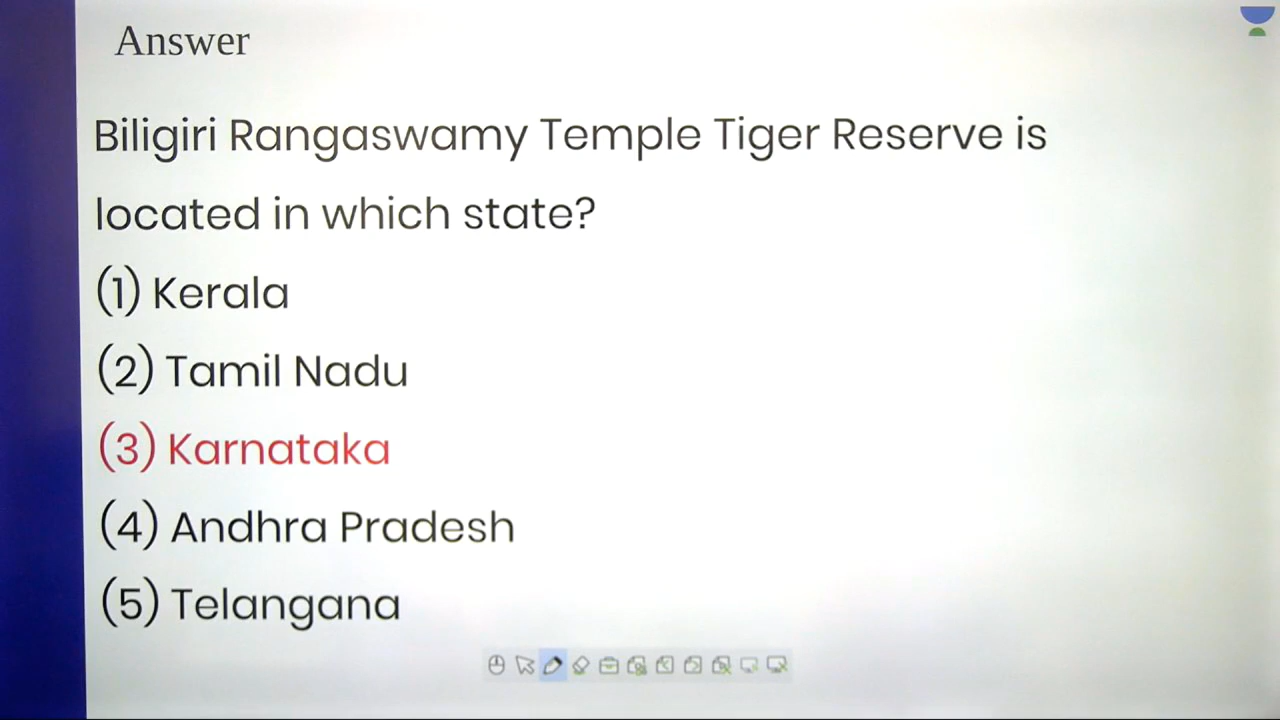 Answer
Biligiri Rangaswamy Temple Tiger Reserve is
located in which state?
(1) Kerala
(2) Tamil Nadu
(3) Karnataka
(4) Andhra Pradesh
(5) Telangana